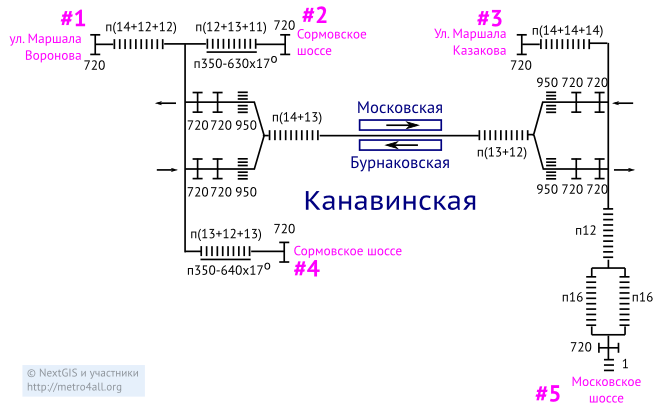 #1
ул. Маршала
Воронова
720
п(14+12+12)
п(12+13+11)
п350-630х17°
720
#2
Сормовское
шоссе
#3
Ул. Маршала
Казакова
720
п(14+14+14)
720 720 950
720 720 950
п(14+13)
Московская
Бурнаковская
п(13+12)
950 720 720
950 720 720
Канавинская
п(13+12+13)
п350-640х17°
720
Сормовское шоссе
#4
п12
п16
п16
720
1
#5
Московское
шоссе
© NextGIS и участники
http://metro4all.org